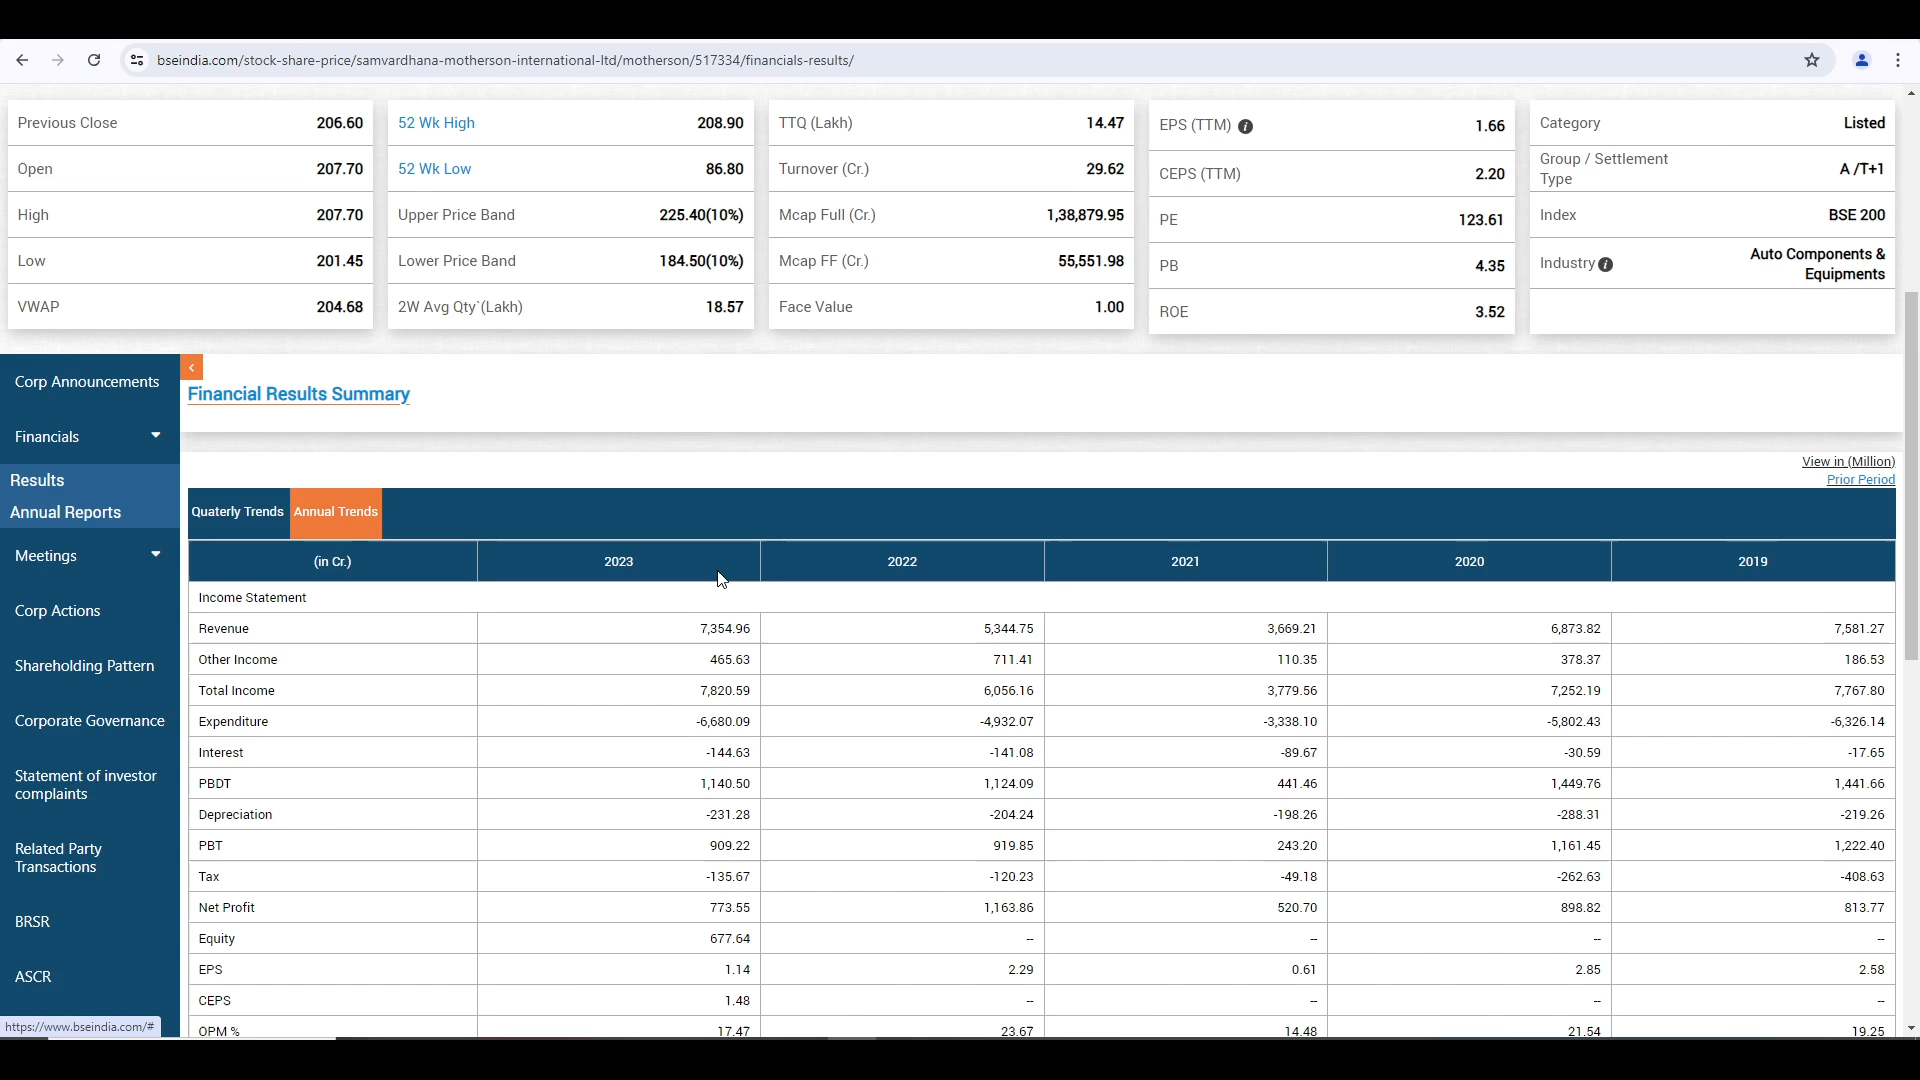 bseindia.com/stock-share-price/samvardhana-motherson-international-ltd/motherson/517334/financials-results/
Previous Close 206.60
Open 207.70
High 207.70
Low 201.45
VWAP 204.68
52 Wk High 208.90
52 Wk Low 86.80
Upper Price Band 225.40(10%)
Lower Price Band 184.50(10%)
2W Avg Qty`(Lakh) 18.57
TTQ (Lakh) 14.47
Turnover (Cr.) 29.62
Mcap Full (Cr.) 1,38,879.95
Mcap FF (Cr.) 55,551.98
Face Value 1.00
EPS (TTM) 1.66
CEPS (TTM) 2.20
PE 123.61
PB 4.35
ROE 3.52
Category Listed
Group / Settlement
Type A /T+1
Index BSE 200
Industry Auto Components &
Equipments
Corp Announcements
Financials
Results
Annual Reports
Meetings
Corp Actions
Shareholding Pattern
Corporate Governance
Statement of investor
complaints
Related Party
Transactions
BRSR
ASCR
https://www.bseindia.com/#
Financial Results Summary
View in (Million)
Prior Period
Quaterly Trends Annual Trends
(in Cr.) 2023 2022 2021 2020 2019
Income Statement
Revenue 7,354.96 5,344.75 3,669.21 6,873.82 7,581.27
Other Income 465.63 711.41 110.35 378.37 186.53
Total Income 7,820.59 6,056.16 3,779.56 7,252.19 7,767.80
Expenditure -6,680.09 -4,932.07 -3,338.10 -5,802.43 -6,326.14
Interest -144.63 -141.08 -89.67 -30.59 -17.65
PBDT 1,140.50 1,124.09 441.46 1,449.76 1,441.66
Depreciation -231.28 -204.24 -198.26 -288.31 -219.26
PBT 909.22 919.85 243.20 1,161.45 1,222.40
Tax -135.67 -120.23 -49.18 -262.63 -408.63
Net Profit 773.55 1,163.86 520.70 898.82 813.77
Equity 677.64 -- -- -- --
EPS 1.14 2.29 0.61 2.85 2.58
CEPS 1.48 -- -- -- --
OPM % 17.47 23.67 14.48 21.54 19.25